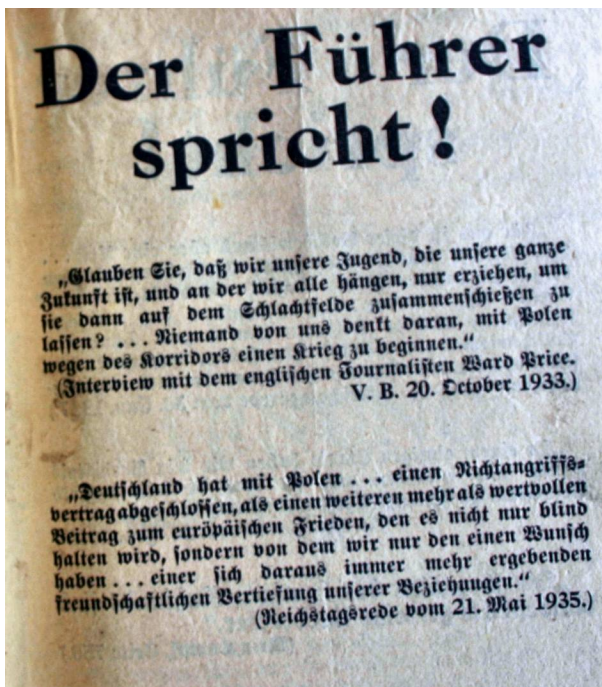 Der Führer
spricht!
„Glauben Sie, daß wir unsere Jugend, die unsere ganze
Zukunft ist, und an der wir alle hängen, nur erziehen, um
sie dann auf dem Schlachtfelde zusammenschießen zu
lassen? ... Niemand von uns denkt daran, mit Polen
wegen des Korridors einen Krieg zu beginnen.“
(Interview mit dem englischen Journalisten Ward Price.
V. B. 20. October 1933.)
„Deutschland hat mit Polen ... einen Nichtangriffs-
vertrag abgeschlossen, als einen weiteren mehr als wertvollen
Beitrag zum euröpäischen Frieden, den es nicht nur blind
halten wird, sondern von dem wir nur den einen Wunsch
haben ... einer sich daraus immer mehr ergebenden
freundschaftlichen Vertiefung unserer Beziehungen.“
(Reichstagsrede vom 21. Mai 1935.)